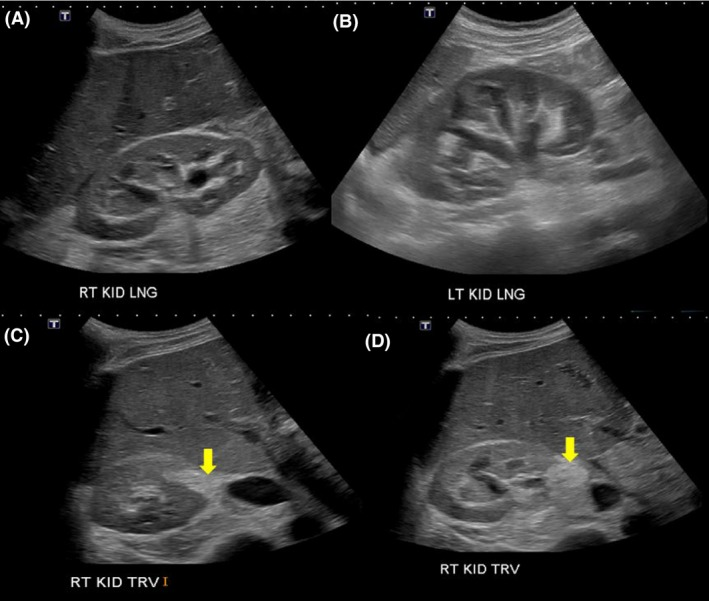 (A)
T
(B)
T
RT KID LNG
LT KID LNG
(C)
T
(D)
T
RT KID TRV I
RT KID TRV